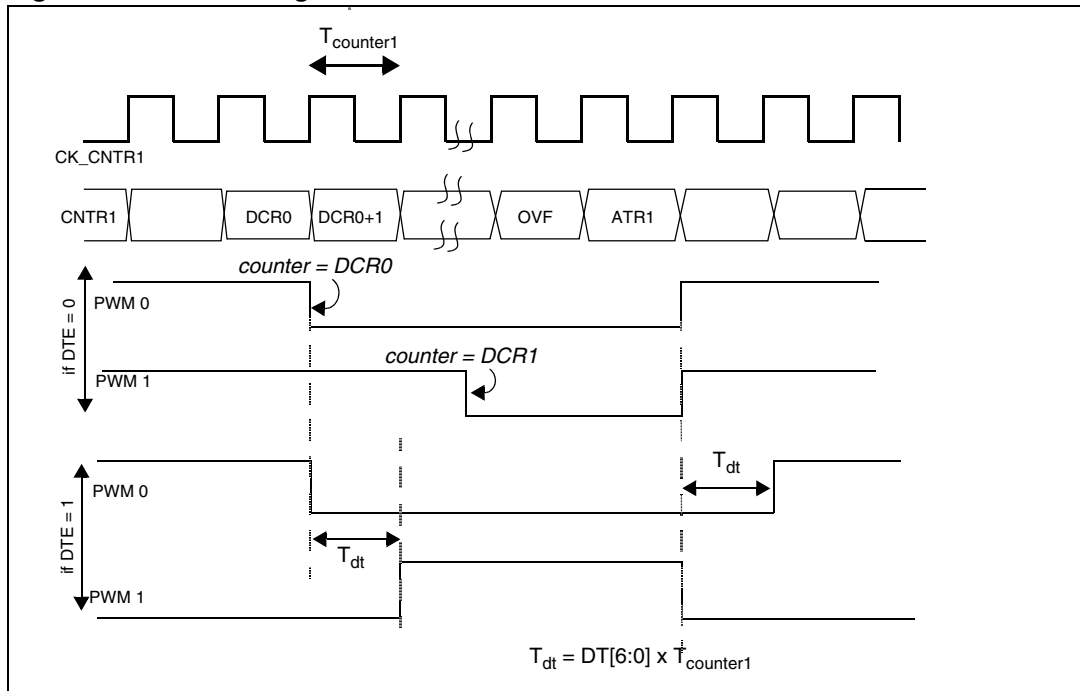 T counter1
CK_CNTR1
CNTR1
DCR0
DCR0+1
OVF
ATR1
counter = DCR0
if DTE = 0
PWM 0
counter = DCR1
PWM 1
if DTE = 1
PWM 0
Tdt
Tdt
PWM 1
Tdt = DT[6:0] x Tcounter1